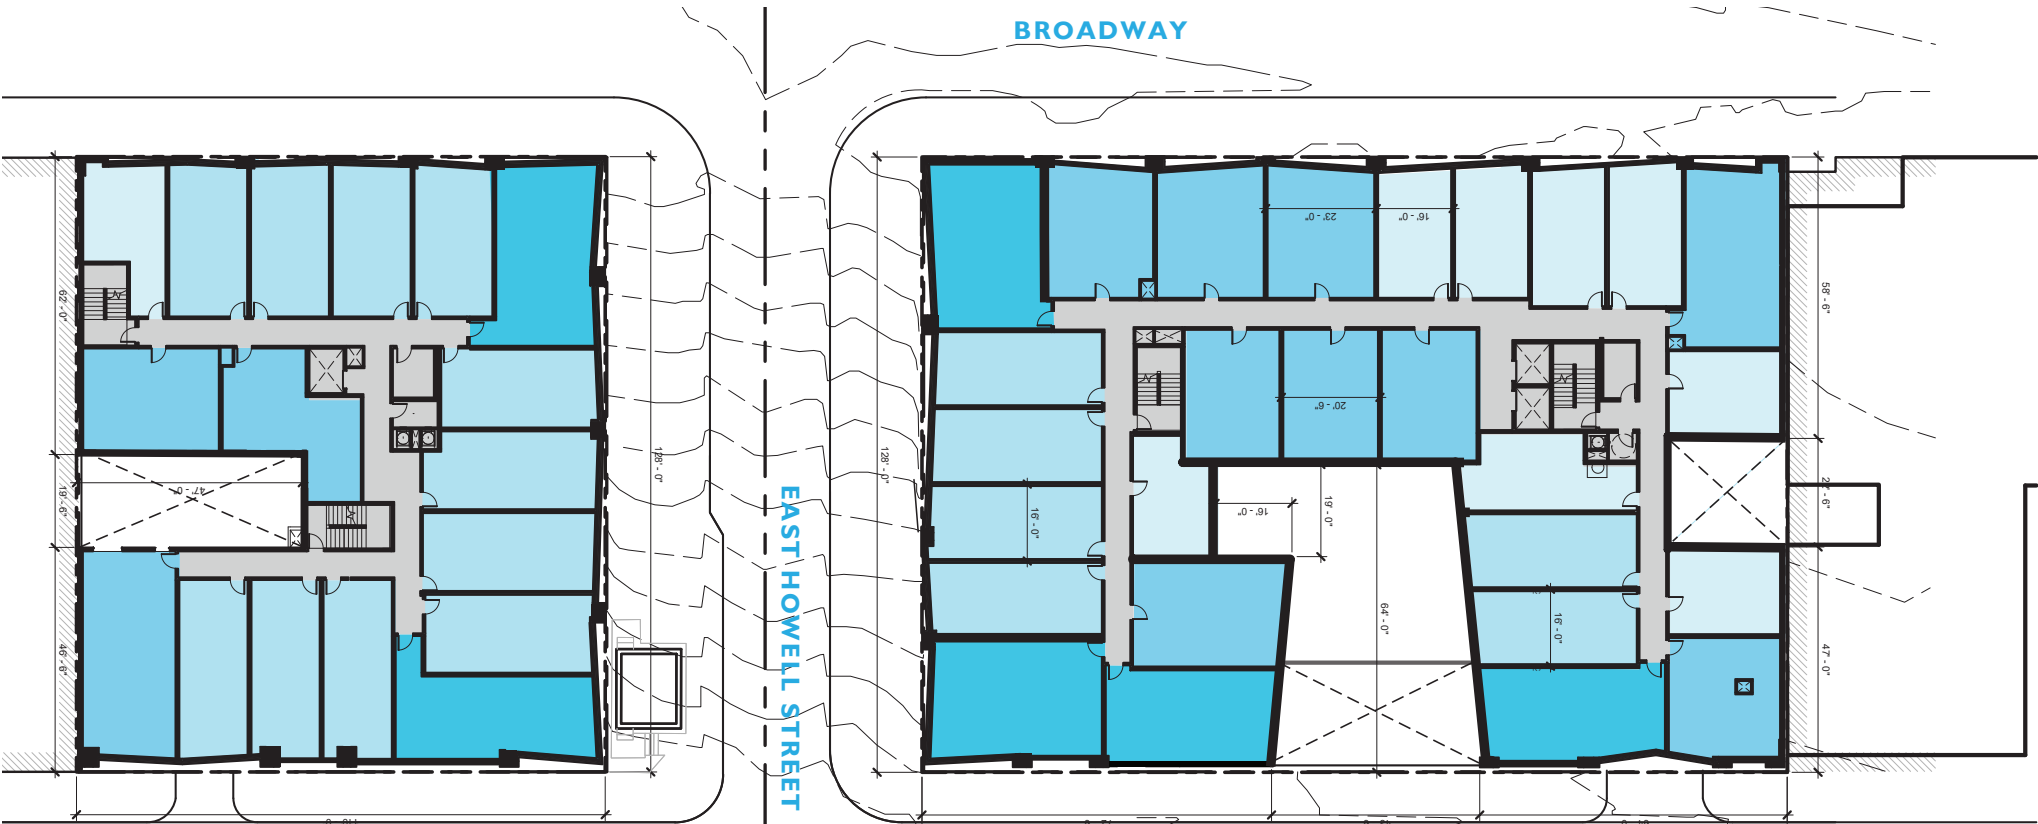 BROADWAY
EAST HOWELL STREET
62' - 0"
19' - 6"
46' - 6"
47' - 0"
128' - 0"
128' - 0"
23' - 0"
16' - 0"
20' - 6"
16' - 0"
16' - 0"
19' - 0"
64' - 0"
16' - 0"
58' - 6"
47' - 0"